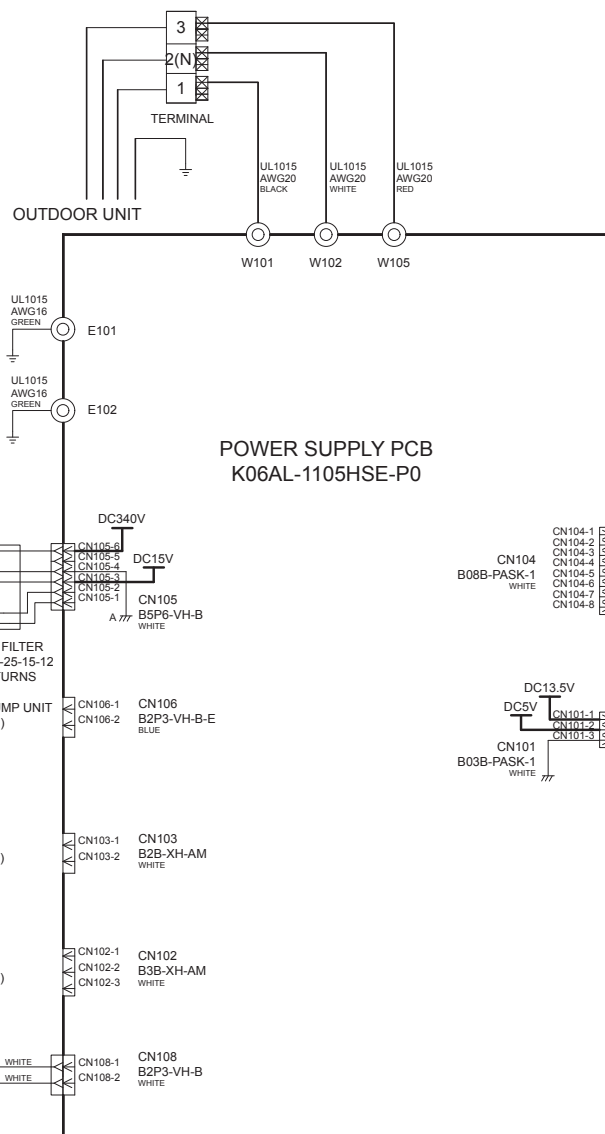 3
2(N)
1
TERMINAL
UL1015
AWG20
BLACK
UL1015
AWG20
WHITE
UL1015
AWG20
RED
OUTDOOR UNIT
W101
W102
W105
UL1015
AWG16
GREEN
E101
UL1015
AWG16
GREEN
E102
POWER SUPPLY PCB
K06AL-1105HSE-P0
DC340V
DC15V
CN105-6
CN105-5
CN105-4
CN105-3
CN105-2
CN105-1
A
CN105
B5P6-VH-B
WHITE
CN104-1
CN104-2
CN104-3
CN104-4
CN104-5
CN104-6
CN104-7
CN104-8
CN104
B08B-PASK-1
WHITE
FILTER
-25-15-12
TURNS
MP UNIT
)
CN106-1
CN106-2
CN106
B2P3-VH-B-E
BLUE
DC13.5V
DC5V
CN101-1
CN101-2
CN101-3
CN101
B03B-PASK-1
WHITE
)
CN103-1
CN103-2
CN103
B2B-XH-AM
WHITE
)
CN102-1
CN102-2
CN102-3
CN102
B3B-XH-AM
WHITE
WHITE
WHITE
CN108-1
CN108-2
CN108
B2P3-VH-B
WHITE